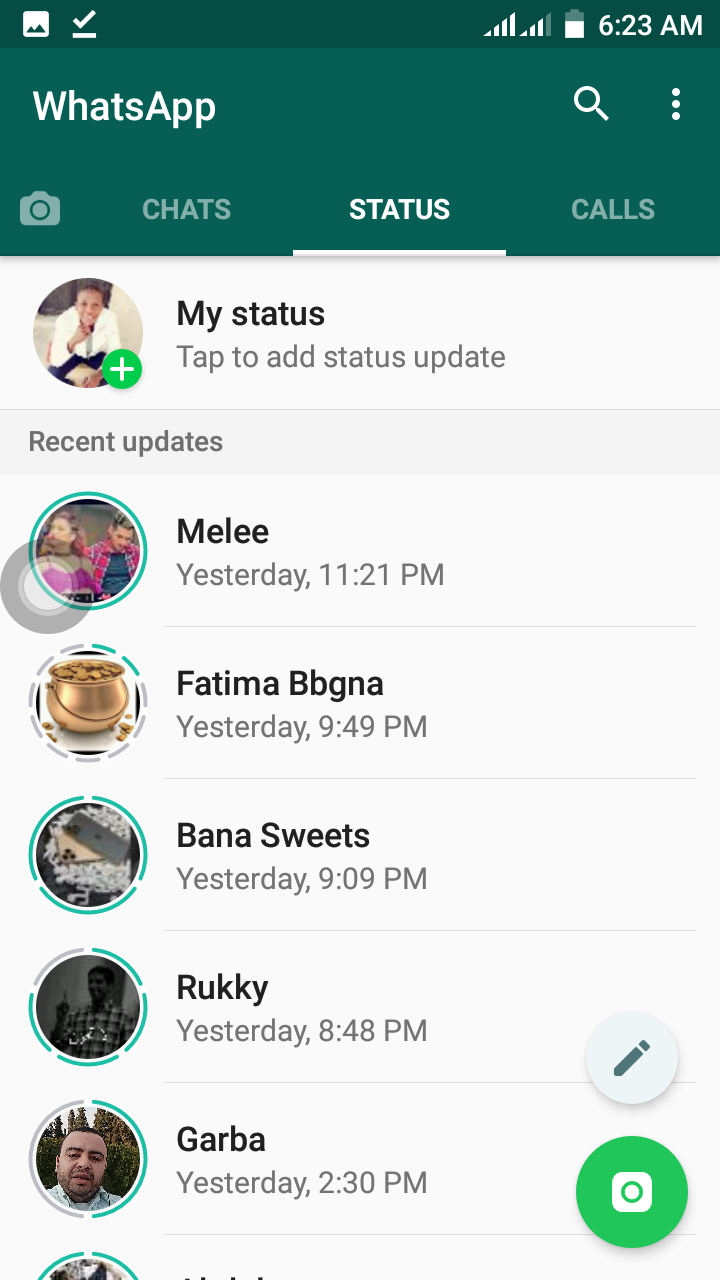 6:23 AM
WhatsApp
CHATS STATUS CALLS
My status
Tap to add status update
Recent updates
Melee
Yesterday, 11:21 PM
Fatima Bbgna
Yesterday, 9:49 PM
Bana Sweets
Yesterday, 9:09 PM
Rukky
Yesterday, 8:48 PM
Garba
Yesterday, 2:30 PM